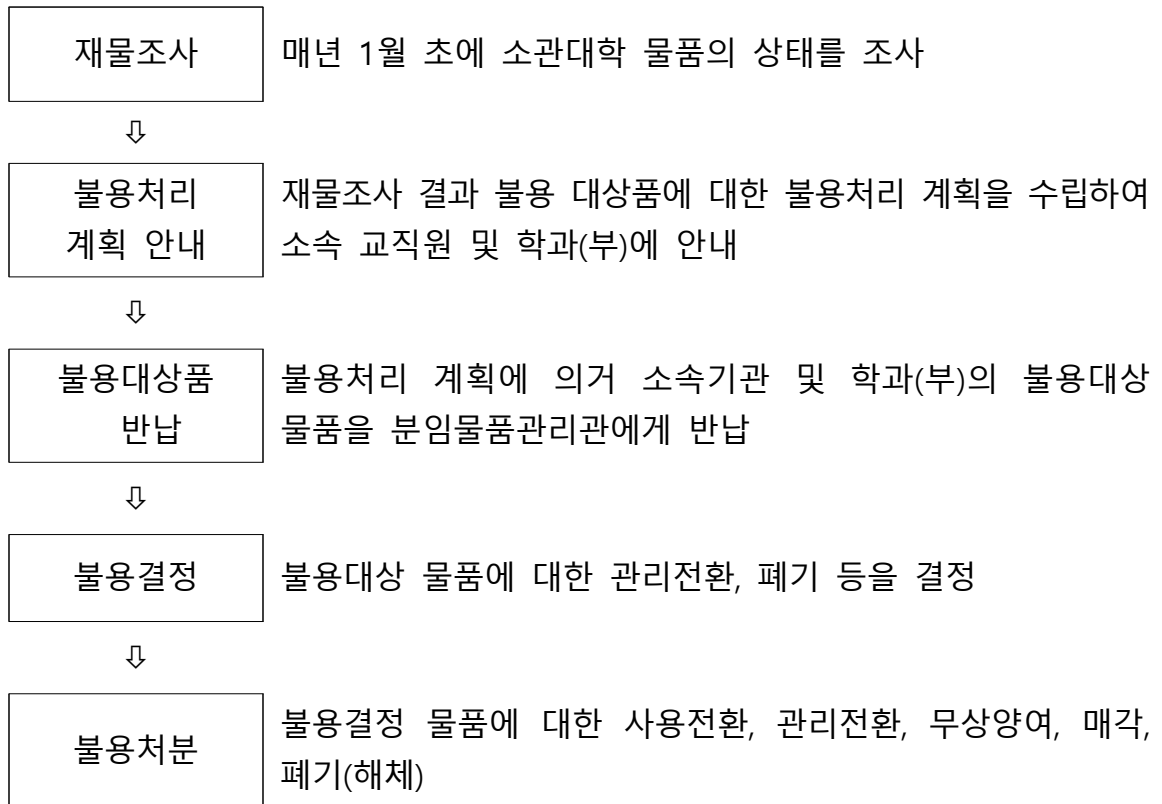 재물조사
매년 1월 초에 소관대학 물품의 상태를 조사
⇩
불용처리
계획 안내
재물조사 결과 불용 대상품에 대한 불용처리 계획을 수립하여
소속 교직원 및 학과(부)에 안내
⇩
불용대상품
반납
불용처리 계획에 의거 소속기관 및 학과(부)의 불용대상
물품을 분임물품관리관에게 반납
⇩
불용결정
불용대상 물품에 대한 관리전환, 폐기 등을 결정
⇩
불용처분
불용결정 물품에 대한 사용전환, 관리전환, 무상양여, 매각,
폐기(해체)